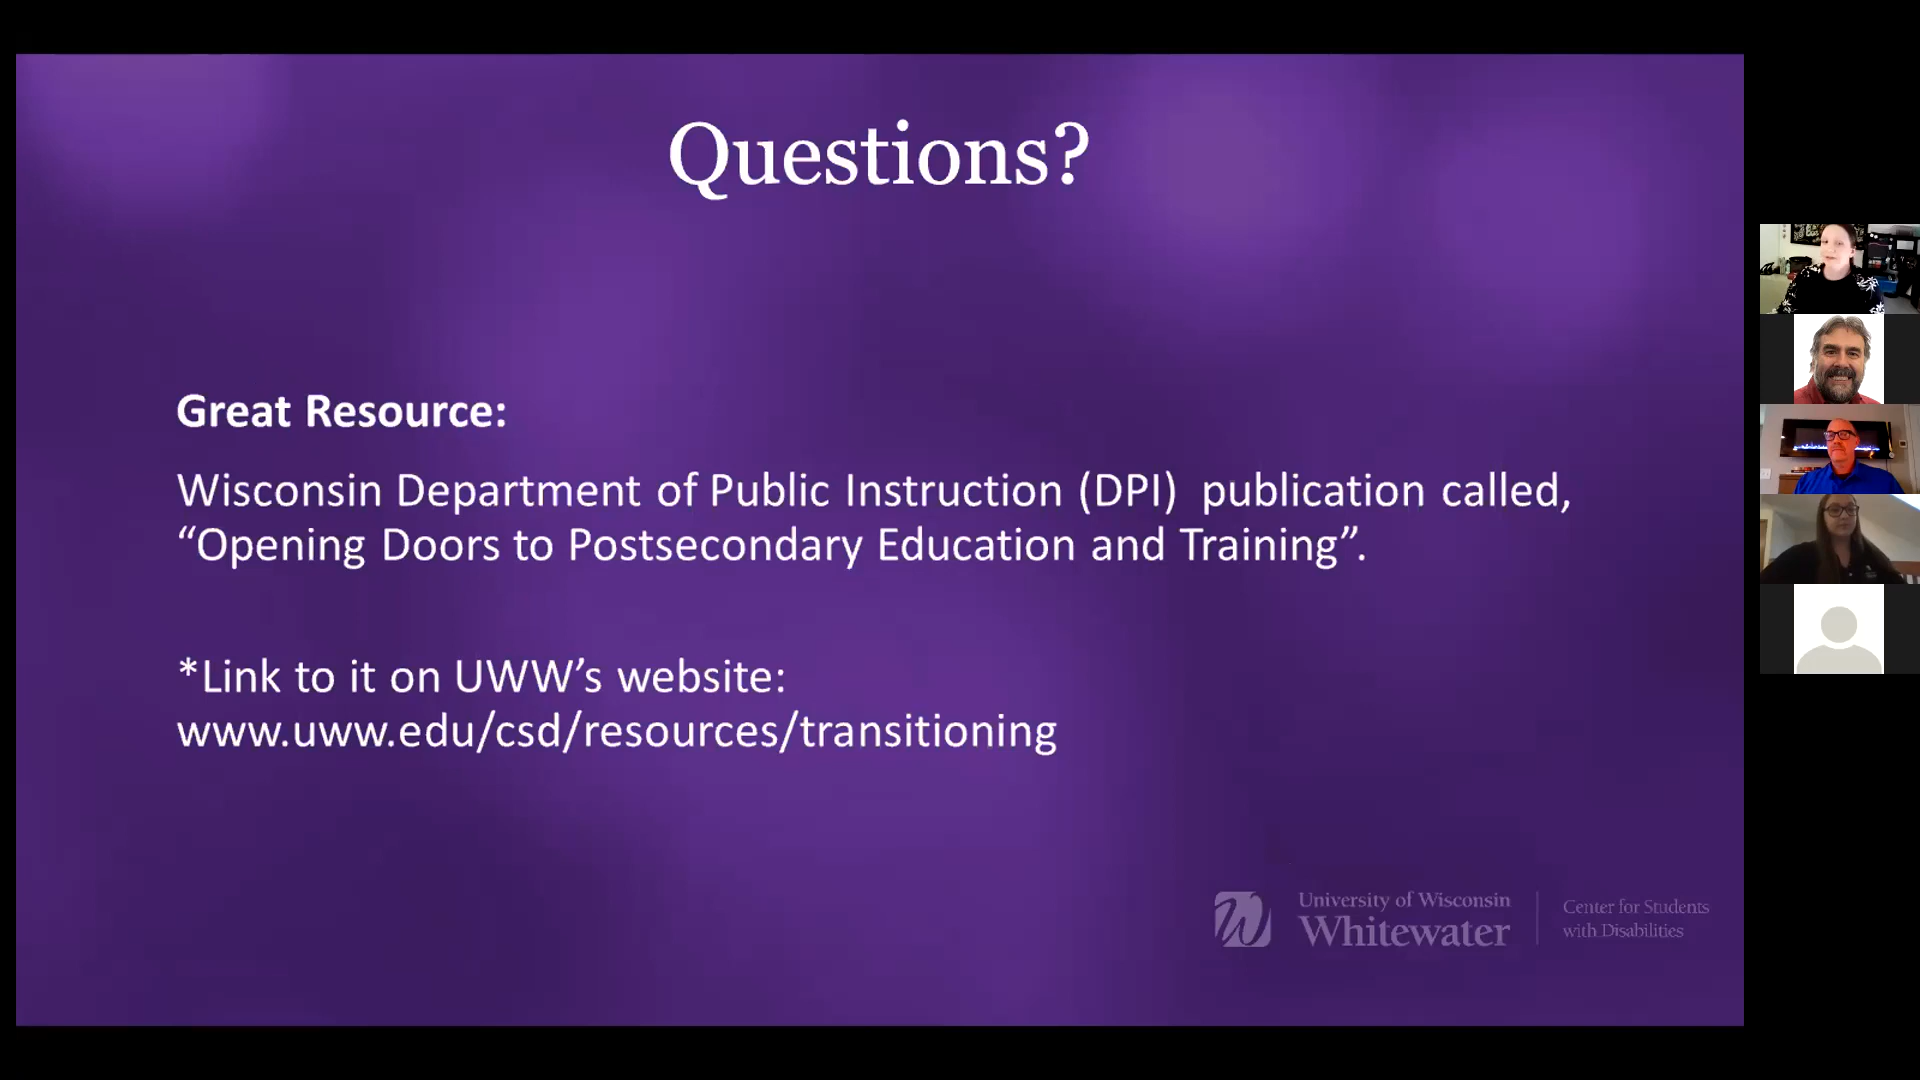 Questions?
Great Resource:
Wisconsin Department of Public Instruction (DPI) publication called,
“Opening Doors to Postsecondary Education and Training”.
*Link to it on UWW’s website:
www.uww.edu/csd/resources/transitioning
University of Wisconsin
Whitewater
Center for Students
with Disabilities